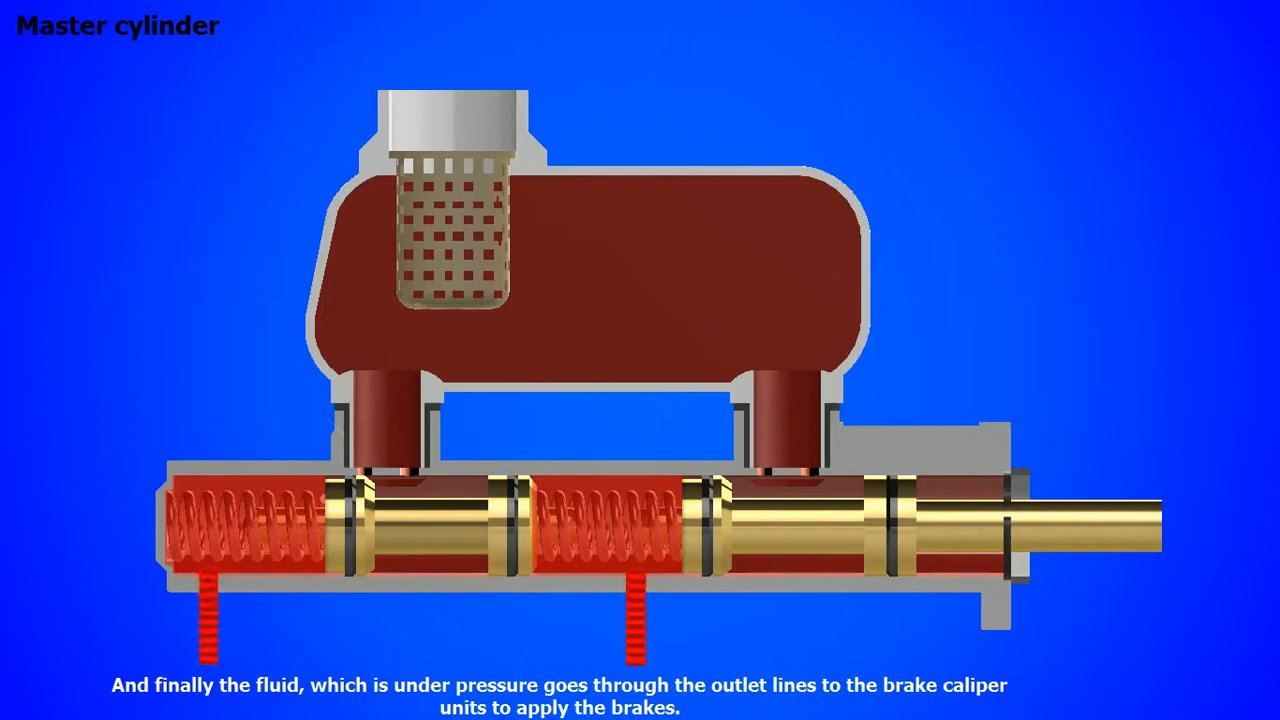 Master cylinder
And finally the fluid, which is under pressure goes through the outlet lines to the brake caliper
units to apply the brakes.